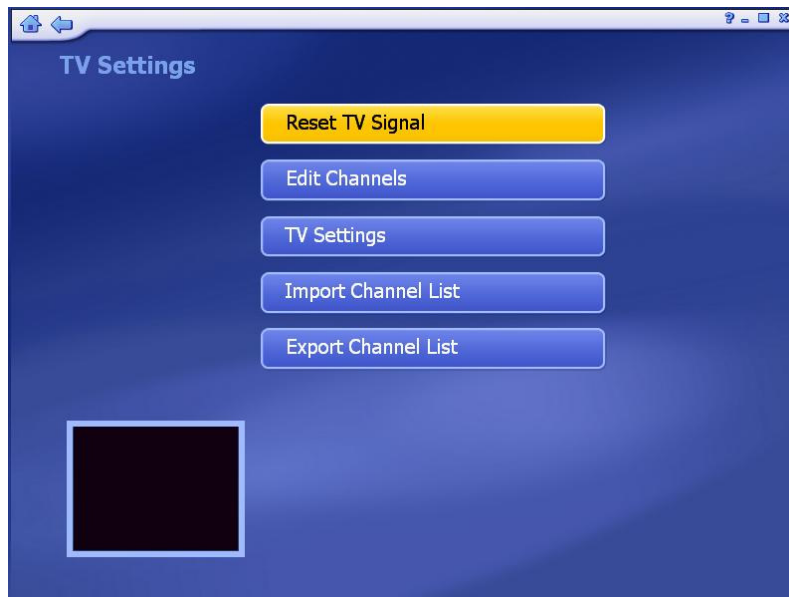 TV Settings
Reset TV Signal
Edit Channels
TV Settings
Import Channel List
Export Channel List